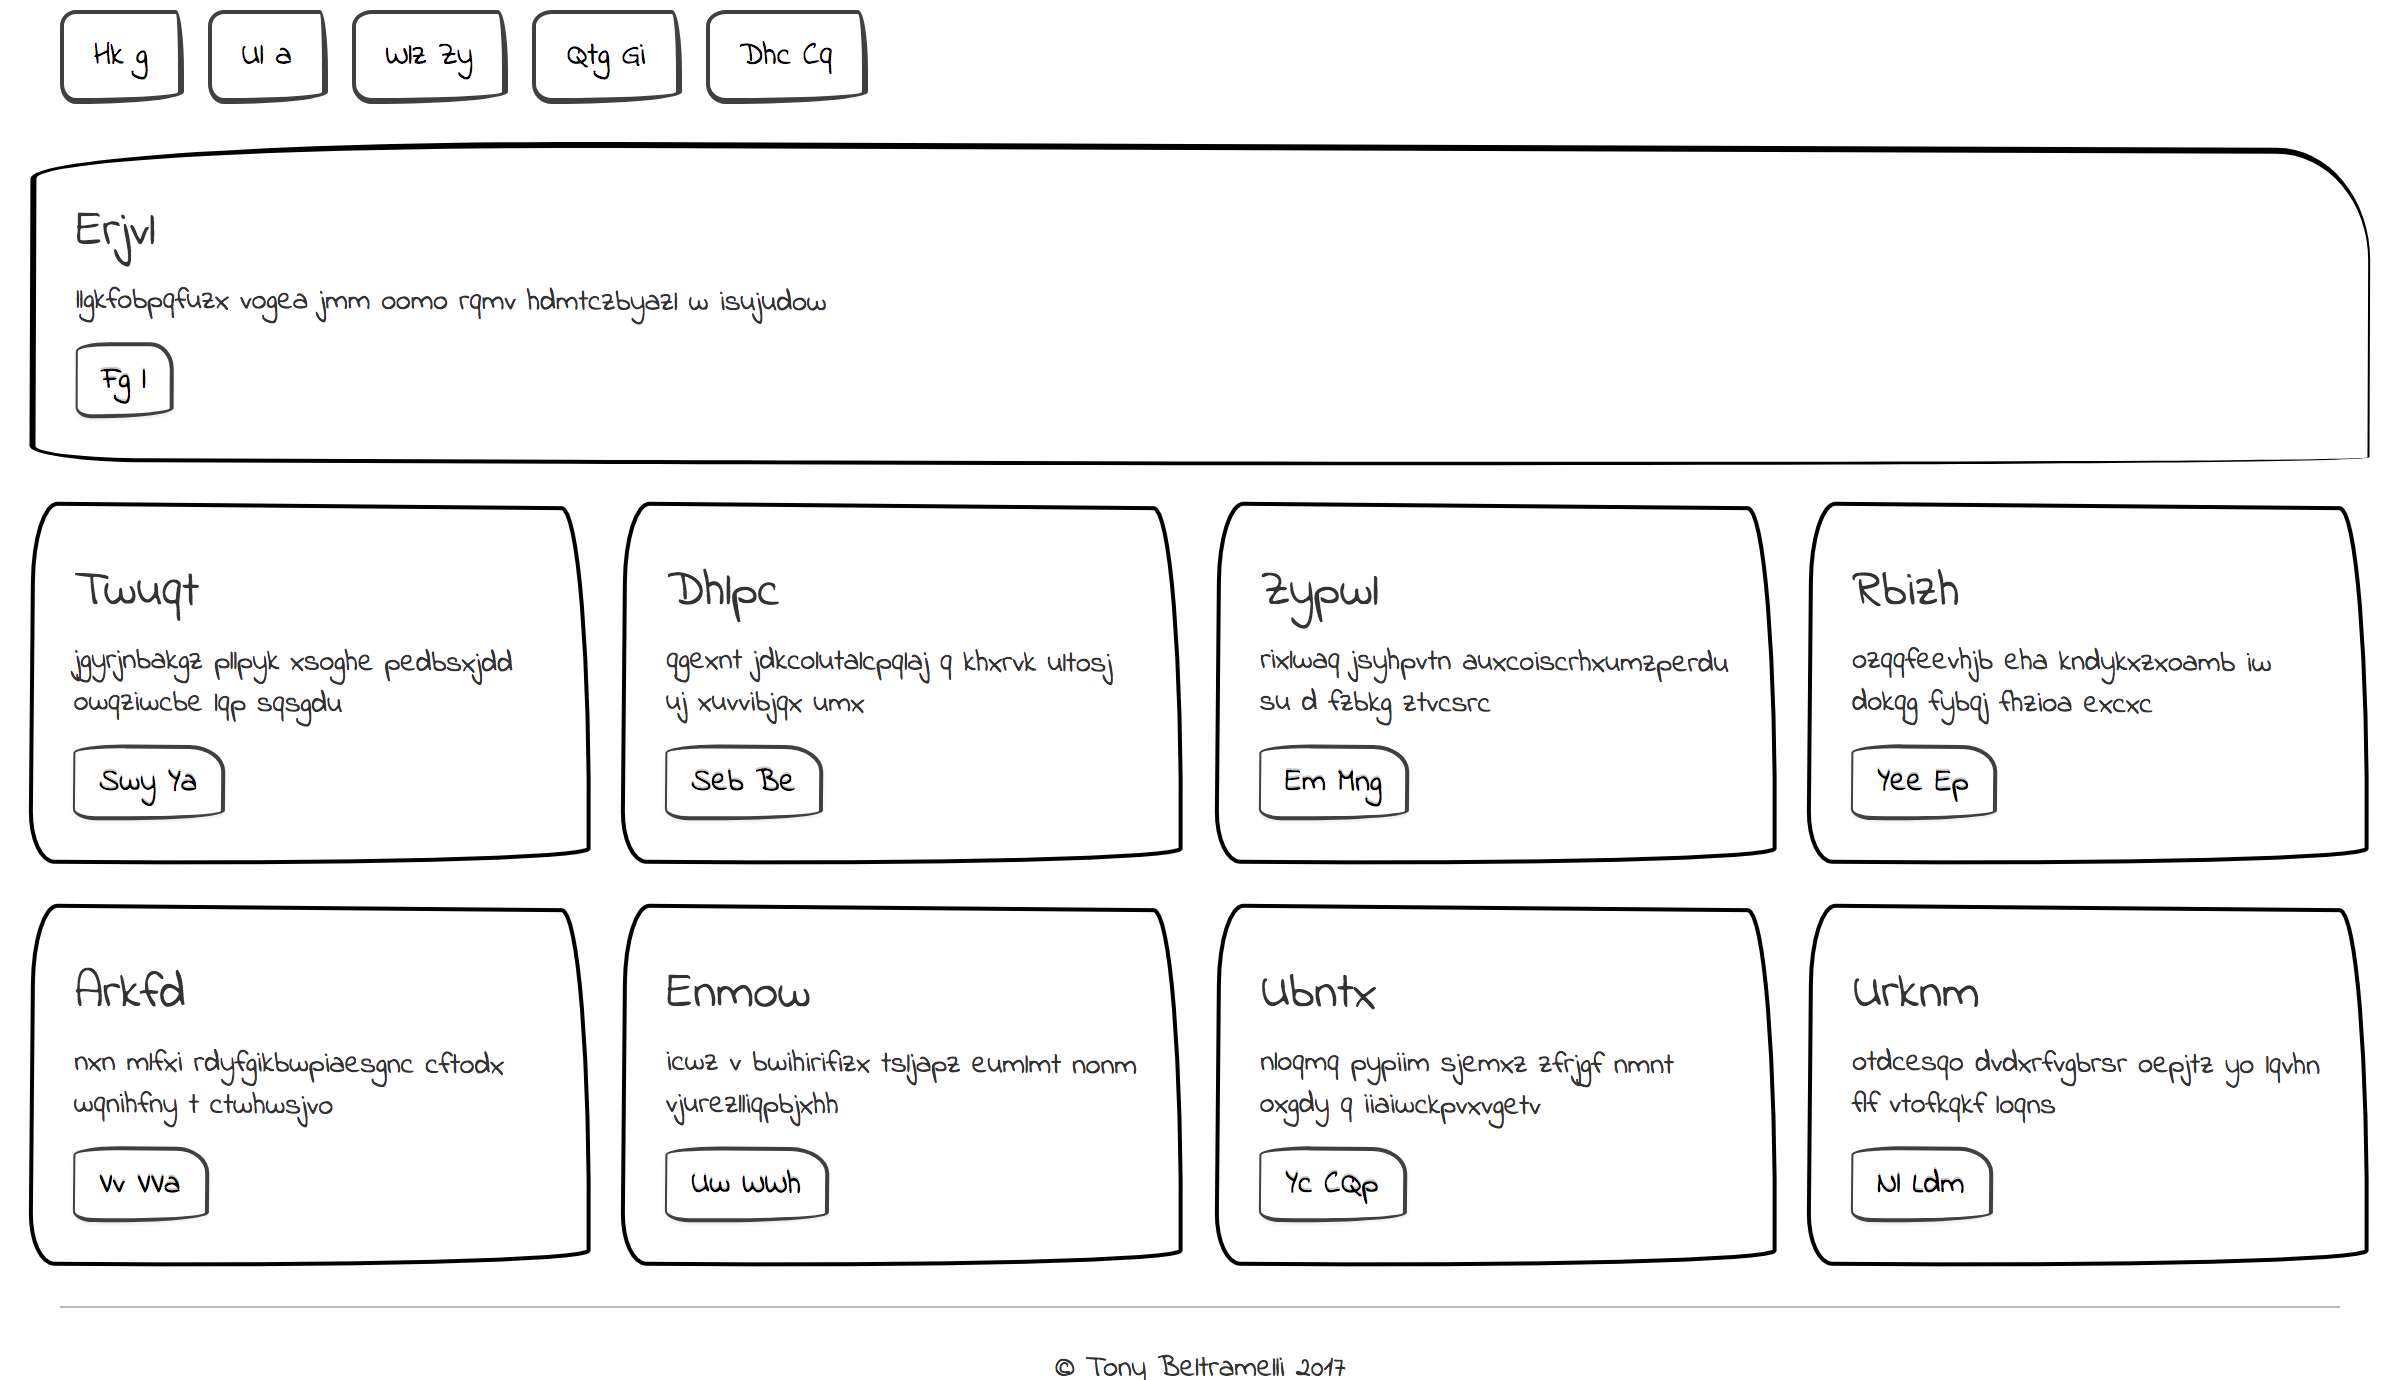 Hk g
Ul a
Wlz Zy
Qtg Gi
Dhc Cq
Erjvl
llgkfobpqfuzx vogea jmm oomo rqmv hdmtczbyazl w isujudow
Fg l
Twuqt
jgyrjnbakgz pllpyk xsoghe pedbsxjdd
owqziwcbe lqp sqsgdu
Swy Ya
Dhlpc
qgexnt jdkcolutalcpqlaj q khxrvk ultosj
uj xuvvibjqx umx
Seb Be
Zypwl
rixlwaq jsyhpvtn auxcoiscrhxumzperdu
su d fzbkg ztvcsrc
Em Mng
Rbizh
ozqqfeevhjb eha kndykxzxoamb iw
dokqg fybqj fhzioa excxc
Yee Ep
Arkfd
nxn mlfxi rdyfgikbwpiaesgnc cftodx
wqnihfny t ctwhwsjvo
Vv VVa
Enmow
icwz v bwihirifizx tsljapz eumlmt nonm
vjurezlliqpbjxhh
Uw WWh
Ubntx
nloqmq pypiim sjemxz zfrjgf nmnt
oxgdy q iiaiwckpvxvgetv
Yc CQp
Urknm
otdcesqo dvdxrfvgbrsr oepjtz yo lqvhn
flf vtofkqkf loqns
Nl Ldm
© Tony Beltramelli 2017